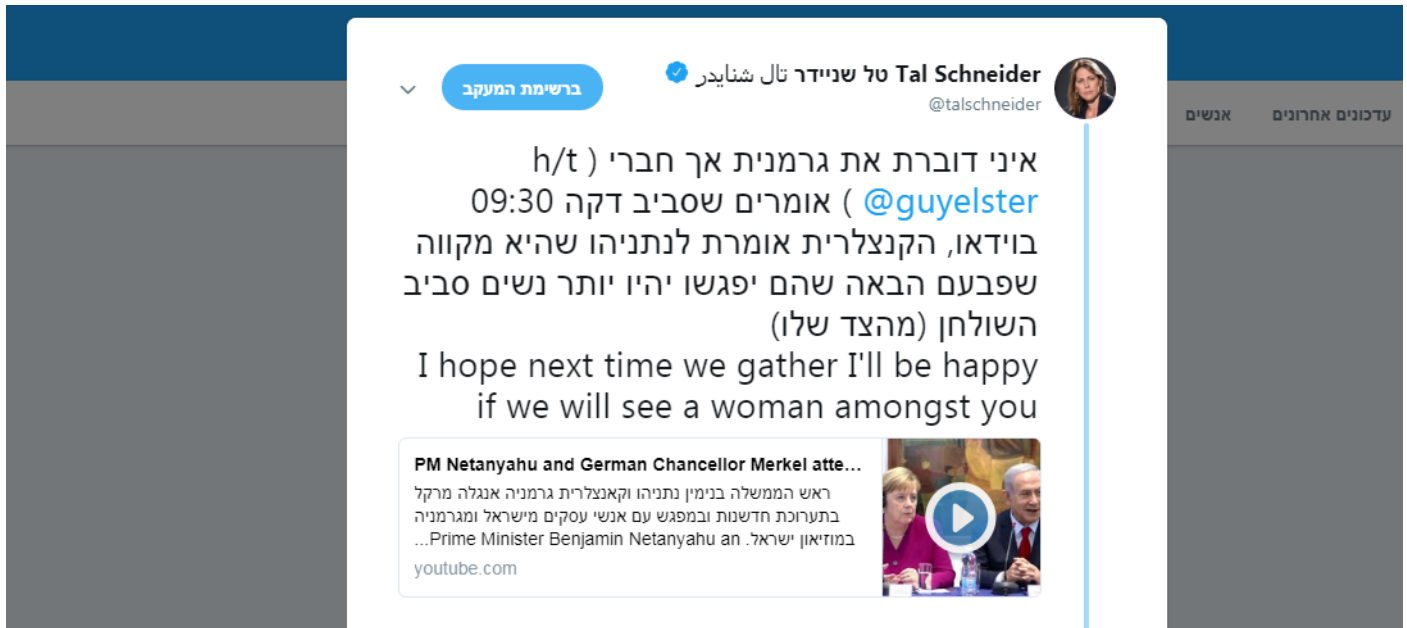 עדכונים אחרונים
אנשים
Tal Schneider טל שניידר تال شنايدر
@talschneider
ברשימת המעקב
איני דוברת את גרמנית אך חברי ( h/t
@guyelster ) אומרים שסביב דקה 09:30
בוידאו, הקנצלרית אומרת לנתניהו שהיא מקווה
שפבעם הבאה שהם יפגשו יהיו יותר נשים סביב
השולחן (מהצד שלו)
I hope next time we gather I'll be happy
if we will see a woman amongst you
PM Netanyahu and German Chancellor Merkel atte...
ראש הממשלה בנימין נתניהו וקאנצלרית גרמניה אנגלה מרקל
בתערוכת חדשנות ובמפגש עם אנשי עסקים מישראל ומגרמניה
במוזיאון ישראל. Prime Minister Benjamin Netanyahu an...
youtube.com